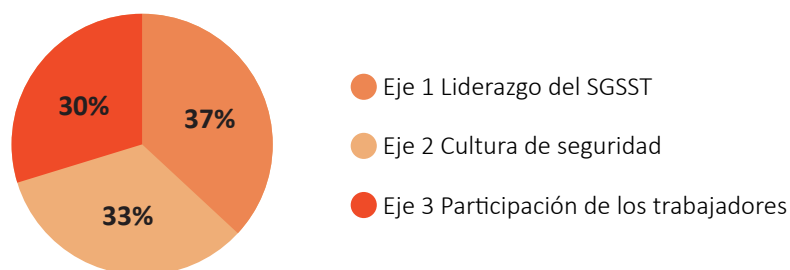 30%
37%
33%
Eje 1 Liderazgo del SGSST
Eje 2 Cultura de seguridad
Eje 3 Participación de los trabajadores